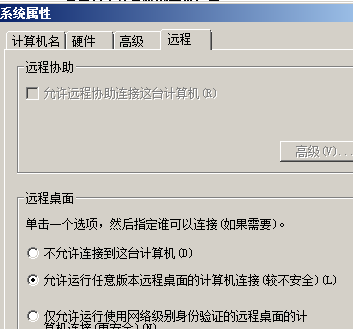 系统属性
计算机名 硬件 高级 远程
远程协助
允许远程协助连接这台计算机(R)
高级(V)...
远程桌面
单击一个选项，然后指定谁可以连接(如果需要)。
不允许连接到这台计算机(D)
允许运行任意版本远程桌面的计算机连接(较不安全)(L)
仅允许运行使用网络级别身份验证的远程桌面的计
算机连接(更安全)(N)